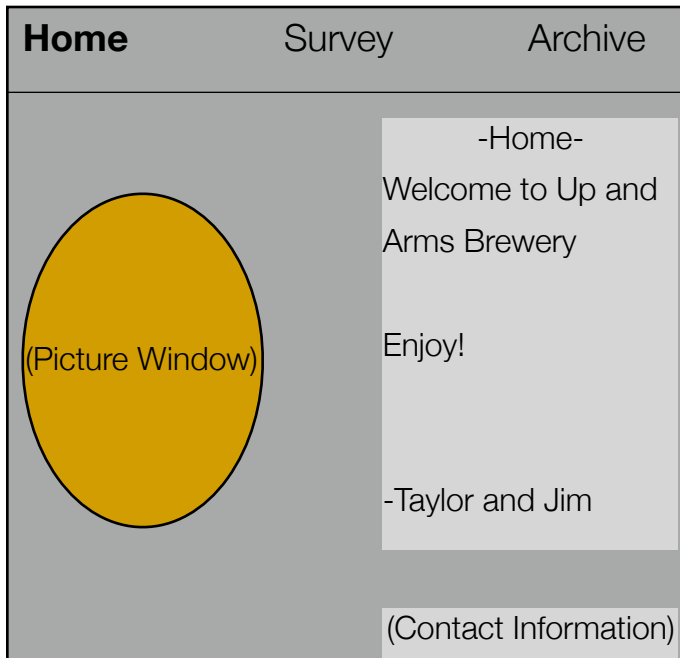 Home Survey Archive
-Home-
Welcome to Up and
Arms Brewery
(Picture Window)
Enjoy!
-Taylor and Jim
(Contact Information)